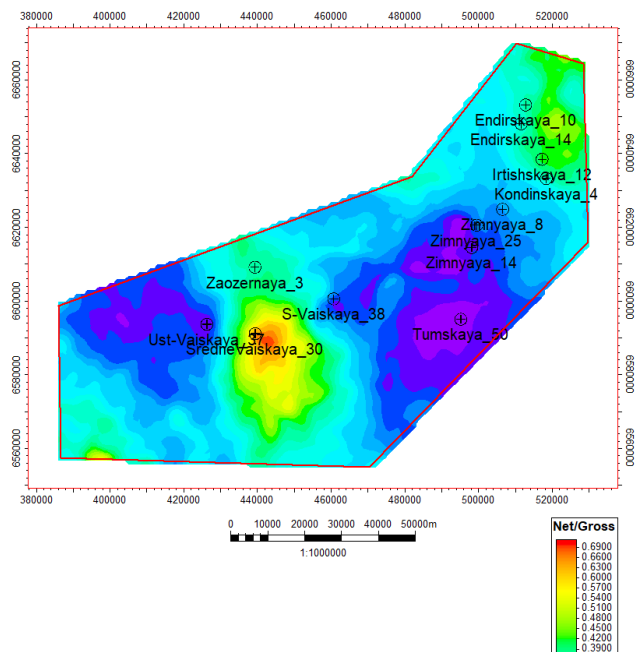 380000 400000 420000 440000 460000 480000 500000 520000
6660000 6660000
6640000 6640000
6620000 6620000
6600000 6600000
6580000 6580000
6560000 6560000
Endirskaya_10
Endirskaya_14
Irtishskaya_12
Kondinskaya_4
Zimnyaya_8
Zimnyaya_25
Zimnyaya_14
Zaozernaya_3
S-Vaiskaya_38
Ust-Vaiskaya_37
SredneVaiskaya_30
Tumskaya_50
380000 400000 420000 440000 460000 480000 500000 520000
0 10000 20000 30000 40000 50000m
1:1000000
Net/Gross
0.6900
0.6600
0.6300
0.6000
0.5700
0.5400
0.5100
0.4800
0.4500
0.4200
0.3900